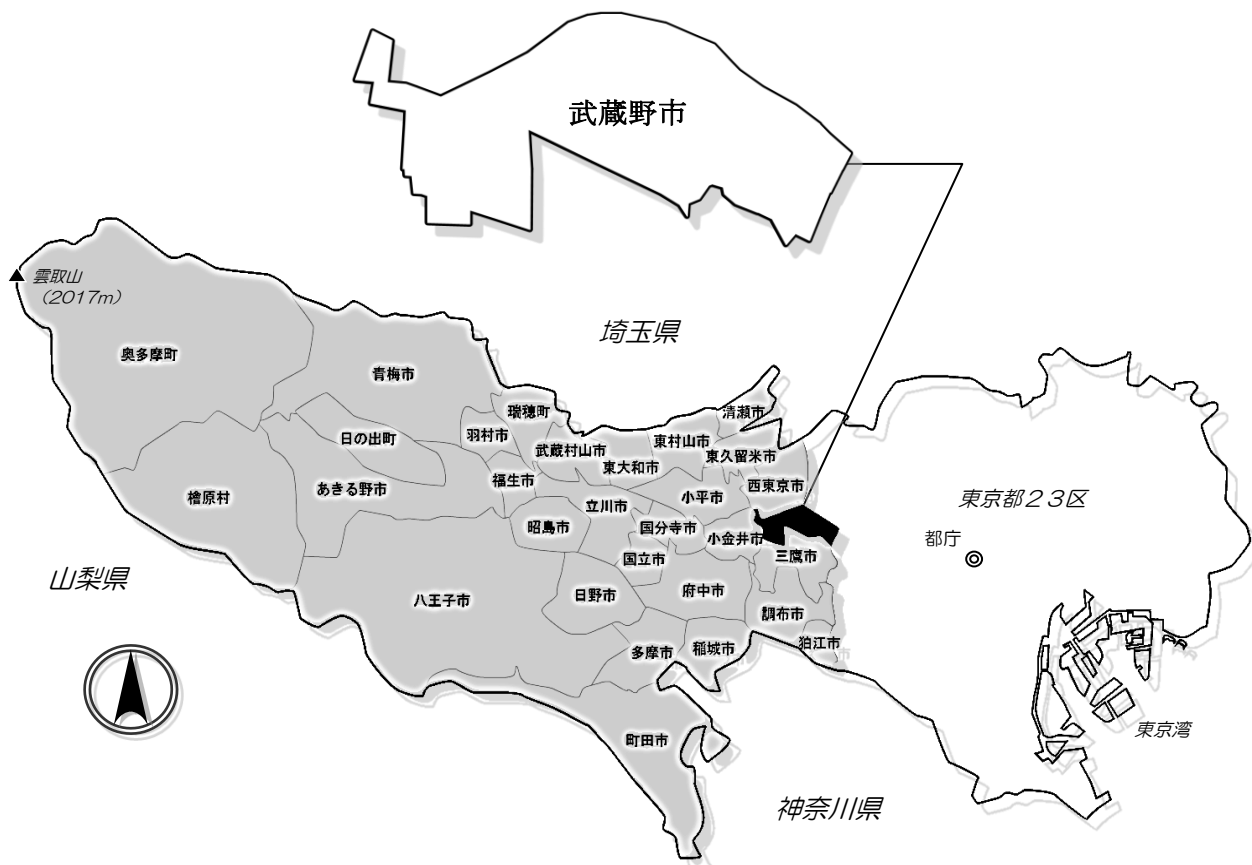 武蔵野市
雲取山
（2017m）
埼玉県
奥多摩町
青梅市
瑞穂町
清瀬市
日の出町
羽村市
武蔵村山市
東村山市
東久留米市
東大和市
福生市
あきる野市
西東京市
檜原村
小平市
東京都２３区
立川市
昭島市
国分寺市
小金井市
都庁
国立市
三鷹市
山梨県
八王子市
日野市
府中市
調布市
多摩市
稲城市
狛江市
町田市
東京湾
神奈川県